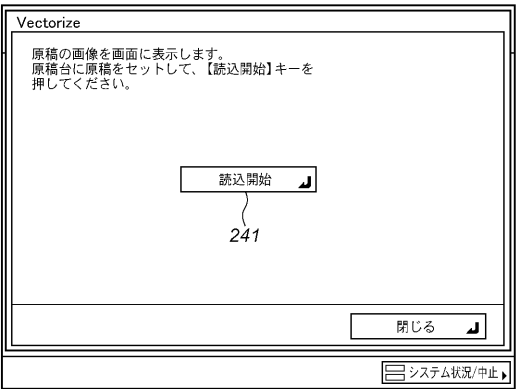 Vectorize
原稿の画像を画面に表示します。
原稿台に原稿をセットして、【読込開始】キーを
押してください。
読込開始
241
閉じる
システム状況/中止